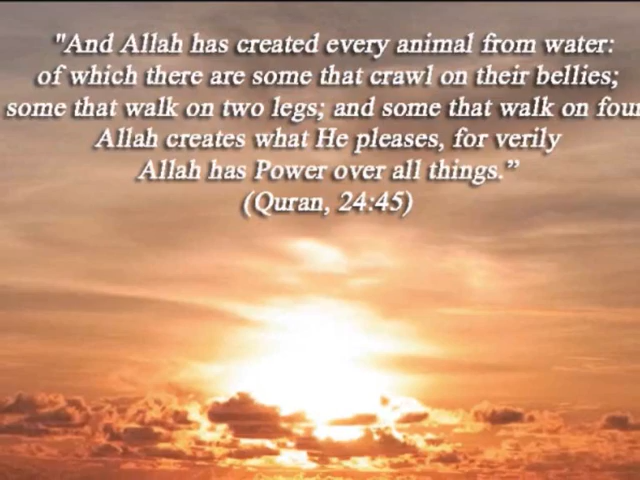 "And Allah has created every animal from water:
of which there are some that crawl on their bellies;
some that walk on two legs; and some that walk on four
Allah creates what He pleases, for verily
Allah has Power over all things.”
(Quran, 24:45)